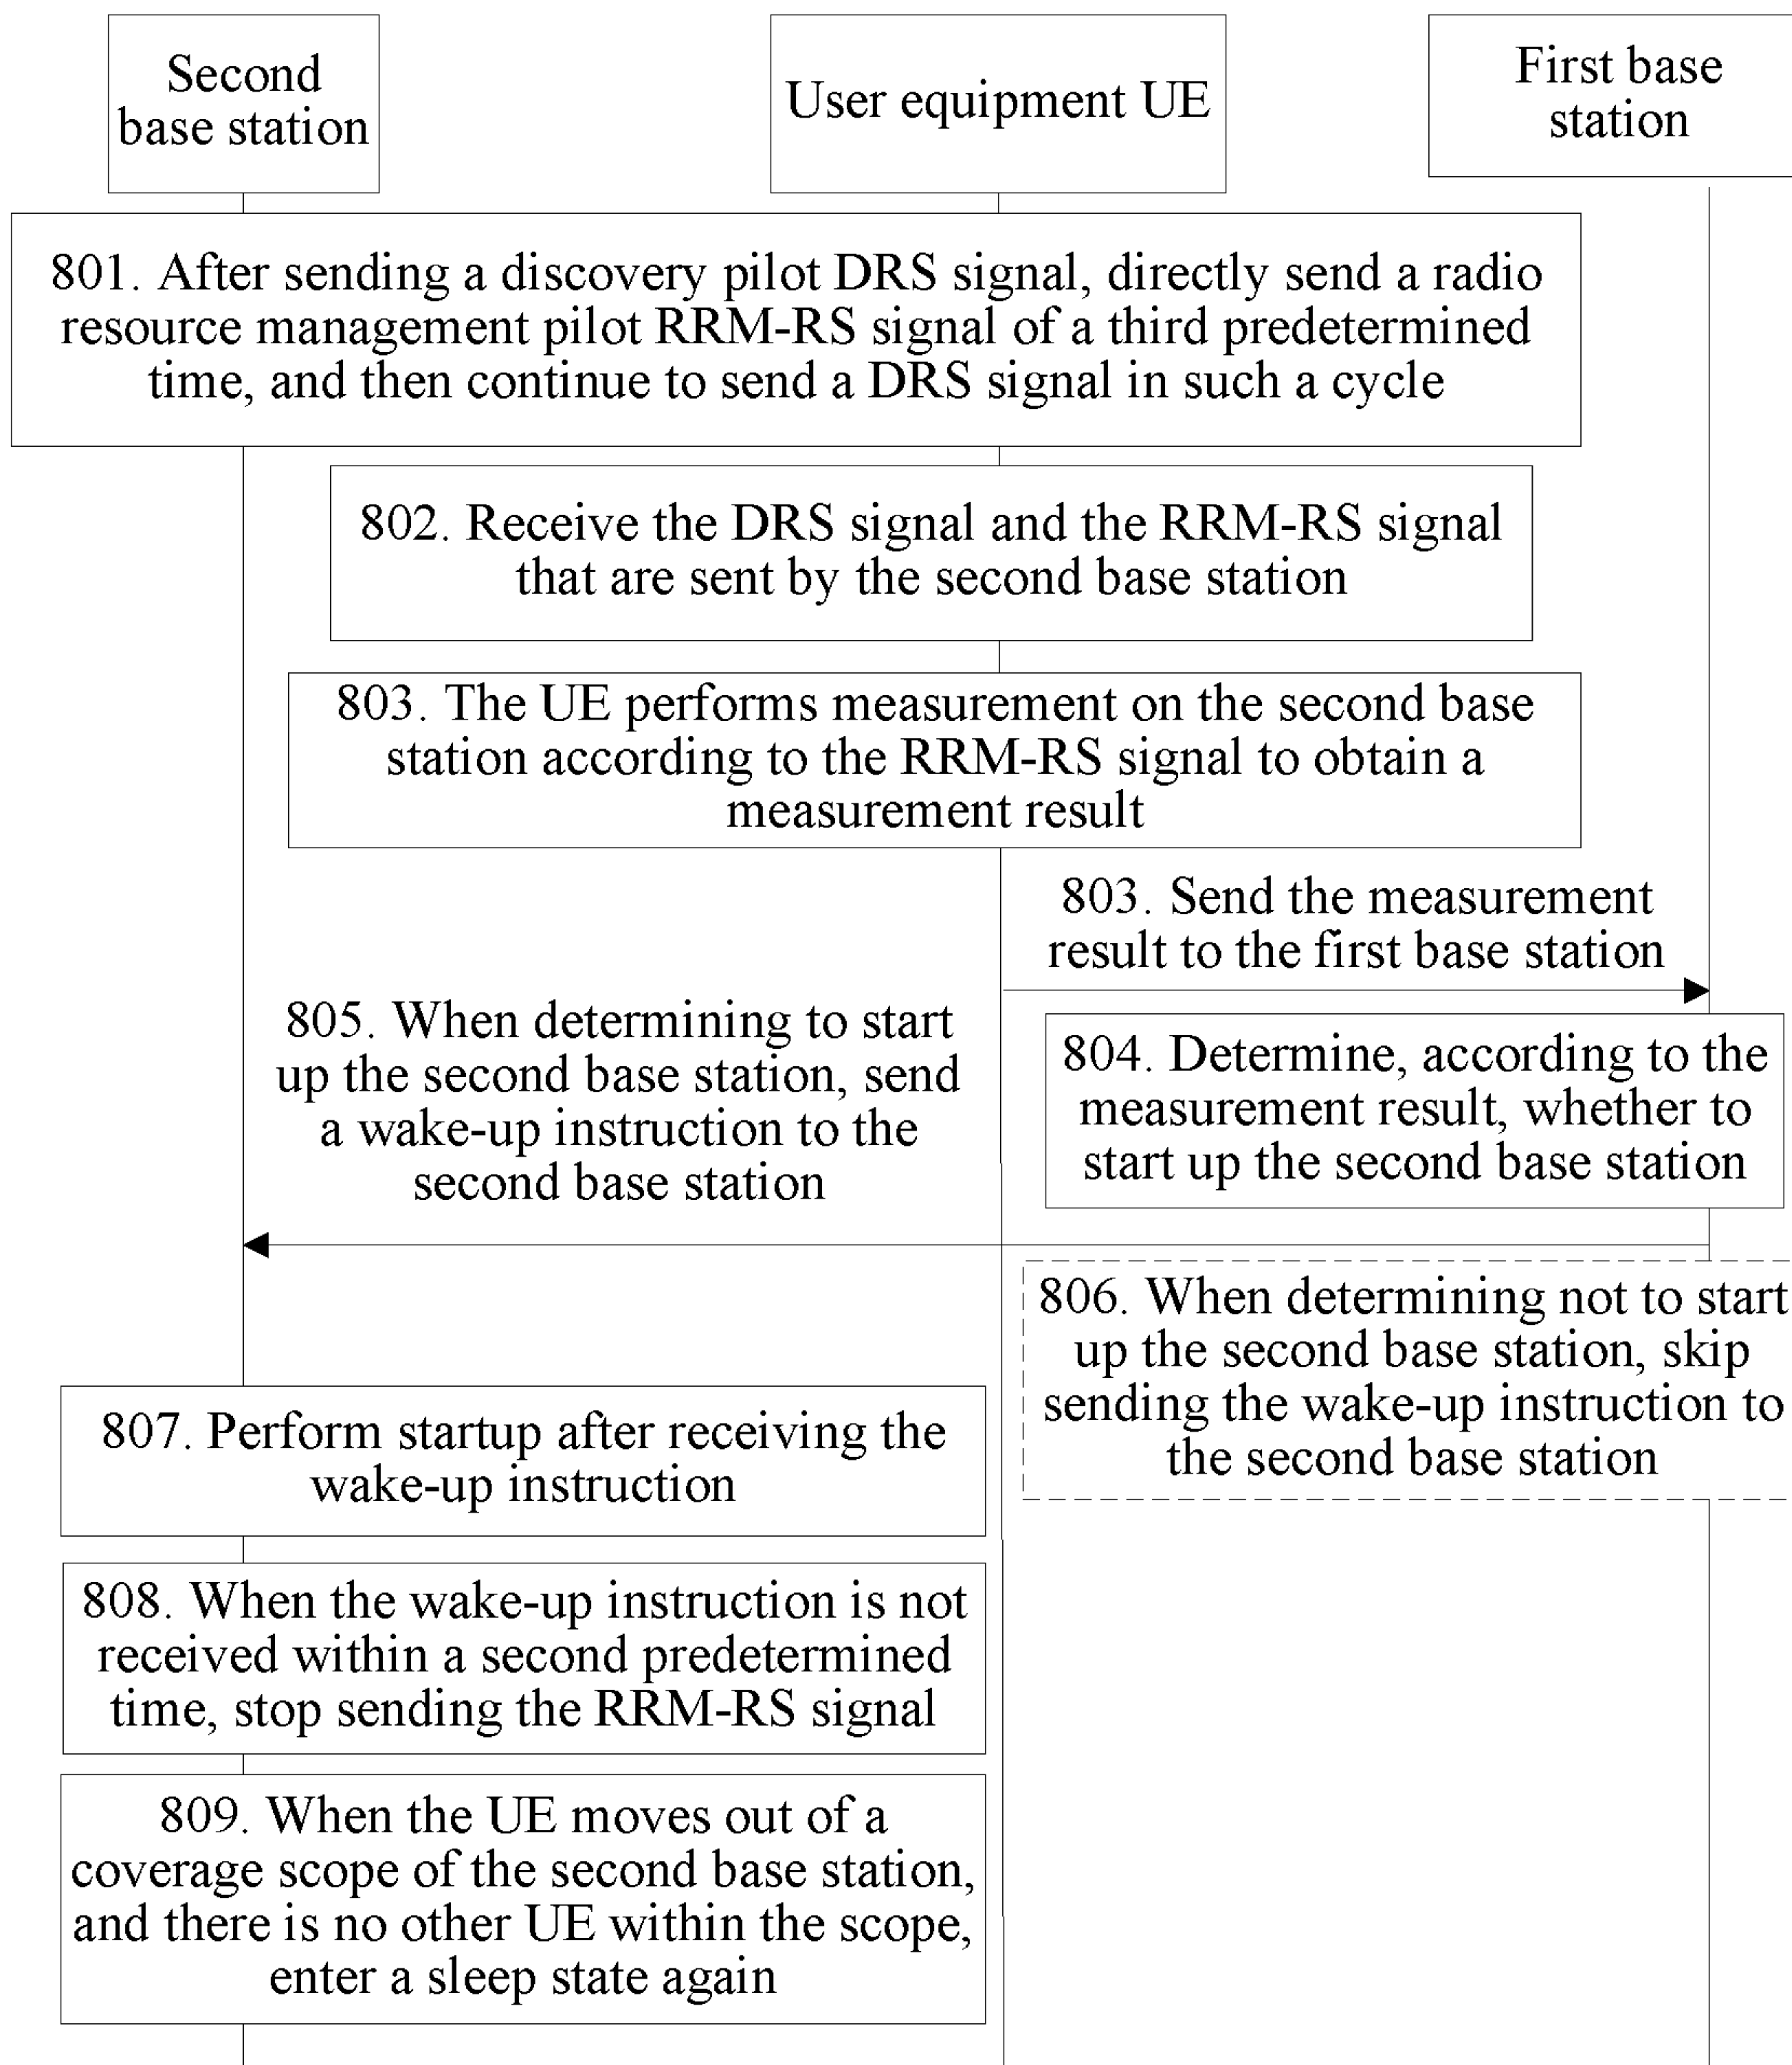 Second
base station
User equipment UE
First base
station
801. After sending a discovery pilot DRS signal, directly send a radio
resource management pilot RRM-RS signal of a third predetermined
time, and then continue to send a DRS signal in such a cycle
802. Receive the DRS signal and the RRM-RS signal
that are sent by the second base station
803. The UE performs measurement on the second base
station according to the RRM-RS signal to obtain a
measurement result
803. Send the measurement
result to the first base station
804. Determine, according to the
measurement result, whether to
start up the second base station
805. When determining to start
up the second base station, send
a wake-up instruction to the
second base station
806. When determining not to start
up the second base station, skip
sending the wake-up instruction to
the second base station
807. Perform startup after receiving the
wake-up instruction
808. When the wake-up instruction is not
received within a second predetermined
time, stop sending the RRM-RS signal
809. When the UE moves out of a
coverage scope of the second base station,
and there is no other UE within the scope,
enter a sleep state again